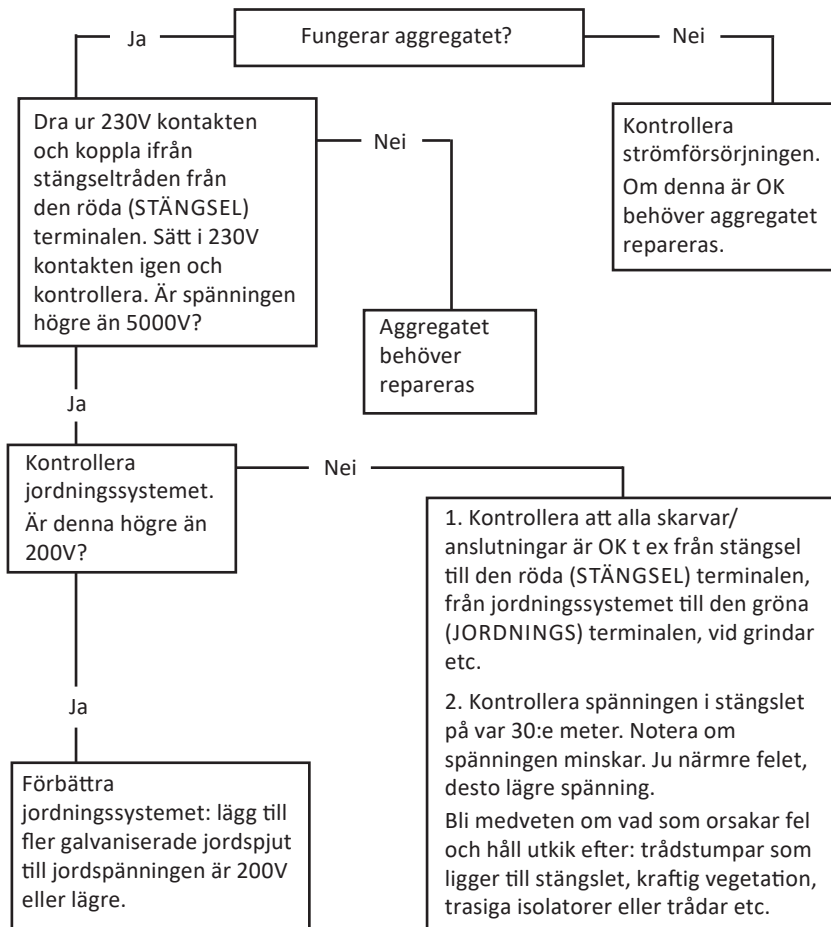 Ja
Fungerar aggregatet?
Nei
Dra ur 230V kontakten
och koppla ifrån
stängseltråden från
den röda (STÄNGSEL)
terminalen. Sätt i 230V
kontakten igen och
kontrollera. Är spänningen
högre än 5000V?
Nei
Kontrollera
strömförsörjningen.
Om denna är OK
behöver aggregatet
repareras.
Aggregatet
behöver
repareras
Ja
Kontrollera
jordningssystemet.
Är denna högre än
200V?
Nei
1. Kontrollera att alla skarvar/
anslutningar är OK t ex från stängsel
till den röda (STÄNGSEL) terminalen,
från jordningssystemet till den gröna
(JORDNINGS) terminalen, vid grindar
etc.
2. Kontrollera spänningen i stängslet
på var 30:e meter. Notera om
spänningen minskar. Ju närmre felet,
desto lägre spänning.
Bli medveten om vad som orsakar fel
och håll utkik efter: trådstumpar som
ligger till stängslet, kraftig vegetation,
trasiga isolatorer eller trådar etc.
Ja
Förbättra
jordningssystemet: lägg till
fler galvaniserade jordspjut
till jordspänningen är 200V
eller lägre.